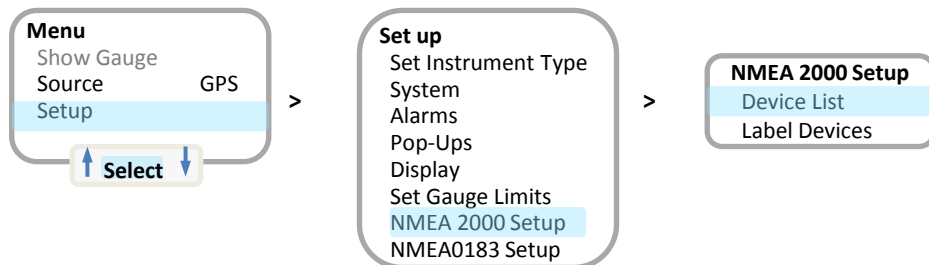 Menu
Show Gauge
Source GPS
Setup
Select
>
Set up
Set Instrument Type
System
Alarms
Pop-Ups
Display
Set Gauge Limits
NMEA 2000 Setup
NMEA0183 Setup
>
NMEA 2000 Setup
Device List
Label Devices